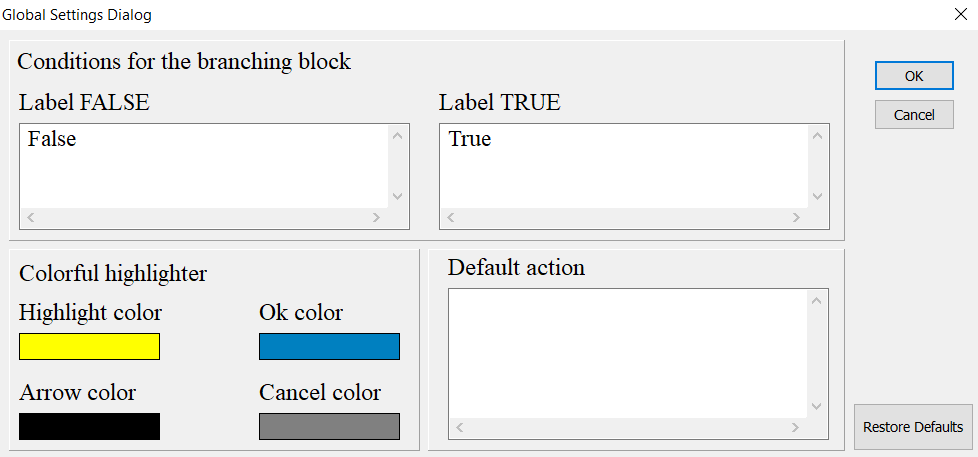 Global Settings Dialog
Conditions for the branching block
Label FALSE
Label TRUE
False
True
OK
Cancel
Colorful highlighter
Highlight color
Ok color
Arrow color
Cancel color
Default action
Restore Defaults